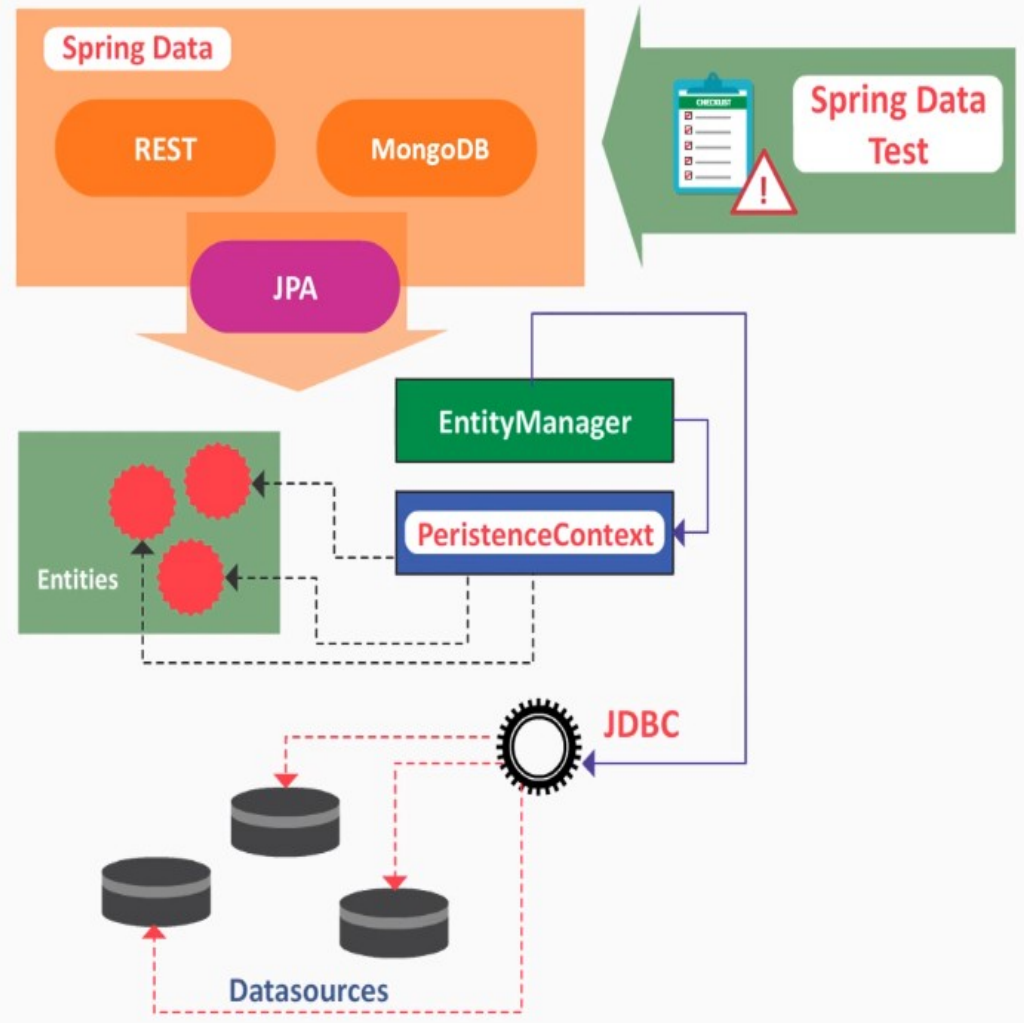 Spring Data
REST
MongoDB
JPA
CHECKLIST
!
Spring Data
Test
EntityManager
PeristenceContext
Entities
JDBC
Datasources